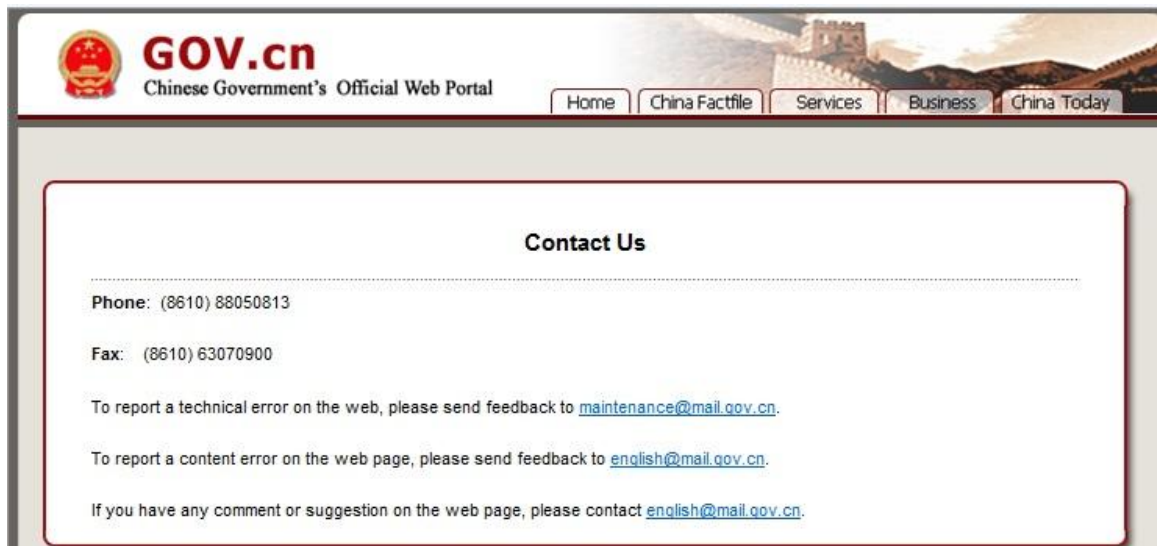 GOV.cn
Chinese Government's Official Web Portal
Home China Factfile Services Business China Today
Contact Us
Phone: (8610) 88050813
Fax: (8610) 63070900
To report a technical error on the web, please send feedback to maintenance@mail.gov.cn.
To report a content error on the web page, please send feedback to english@mail.gov.cn.
If you have any comment or suggestion on the web page, please contact english@mail.gov.cn.